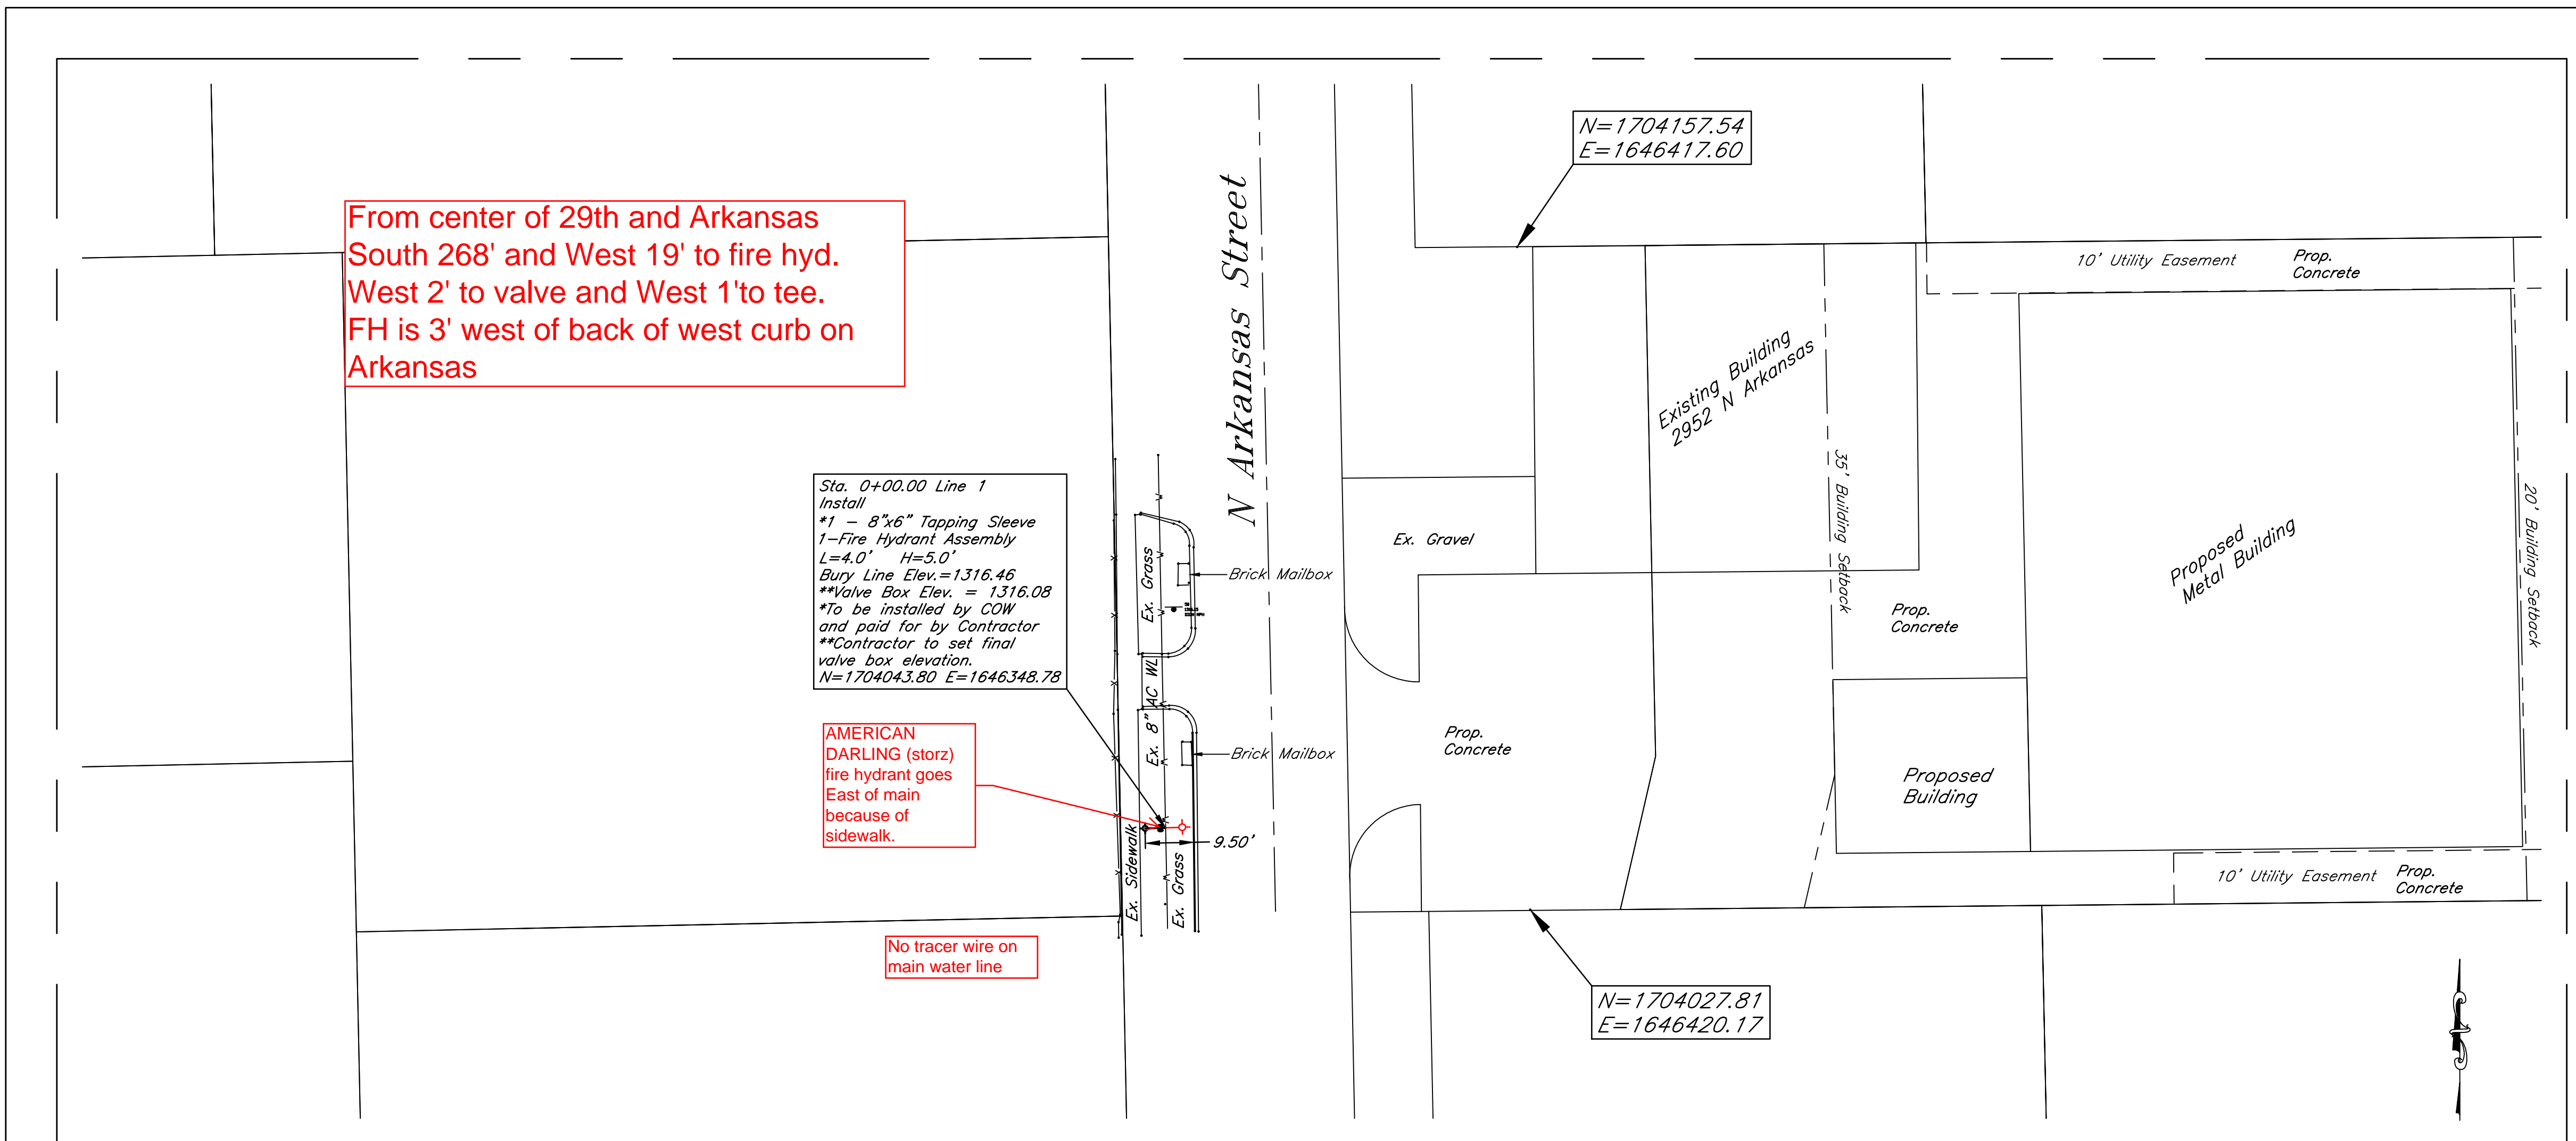 N=1704157.54
E=1646417.60
N Arkansas Street
From center of 29th and Arkansas
South 268' and West 19' to fire hyd.
West 2' to valve and West 1'to tee.
FH is 3' west of back of west curb on
Arkansas
10' Utility Easement
Prop.
Concrete
Existing Building
2952 N Arkansas
35' Building Setback
20' Building Setback
Sta. 0+00.00 Line 1
Install
*1 - 8"x6" Tapping Sleeve
1-Fire Hydrant Assembly
L=4.0' H=5.0'
Bury Line Elev.=1316.46
**Valve Box Elev. = 1316.08
*To be installed by COW
and paid for by Contractor
**Contractor to set final
valve box elevation.
N=1704043.80 E=1646348.78
Ex. Grass
Brick Mailbox
Ex. Gravel
Proposed
Metal Building
Prop.
Concrete
Ex. 8" AC WL
Brick Mailbox
Prop.
Concrete
Proposed
Building
AMERICAN
DARLING (storz)
fire hydrant goes
East of main
because of
sidewalk.
9.50'
Ex. Sidewalk
Ex. Grass
10' Utility Easement
Prop.
Concrete
No tracer wire on
main water line
N=1704027.81
E=1646420.17